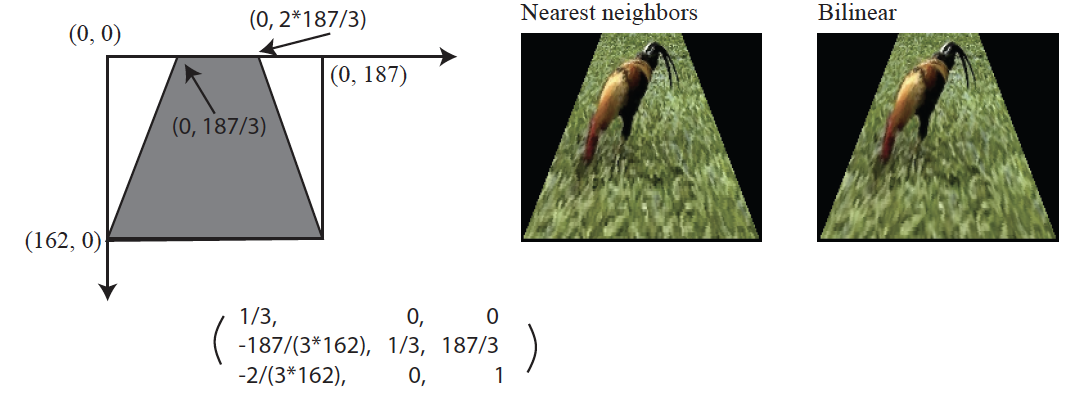 (0, 2*187/3)
(0, 0)
(0, 187)
(0, 187/3)
(162, 0)
Nearest neighbors
Bilinear
1/3, 0, 0
-187/(3*162), 1/3, 187/3
-2/(3*162), 0, 1